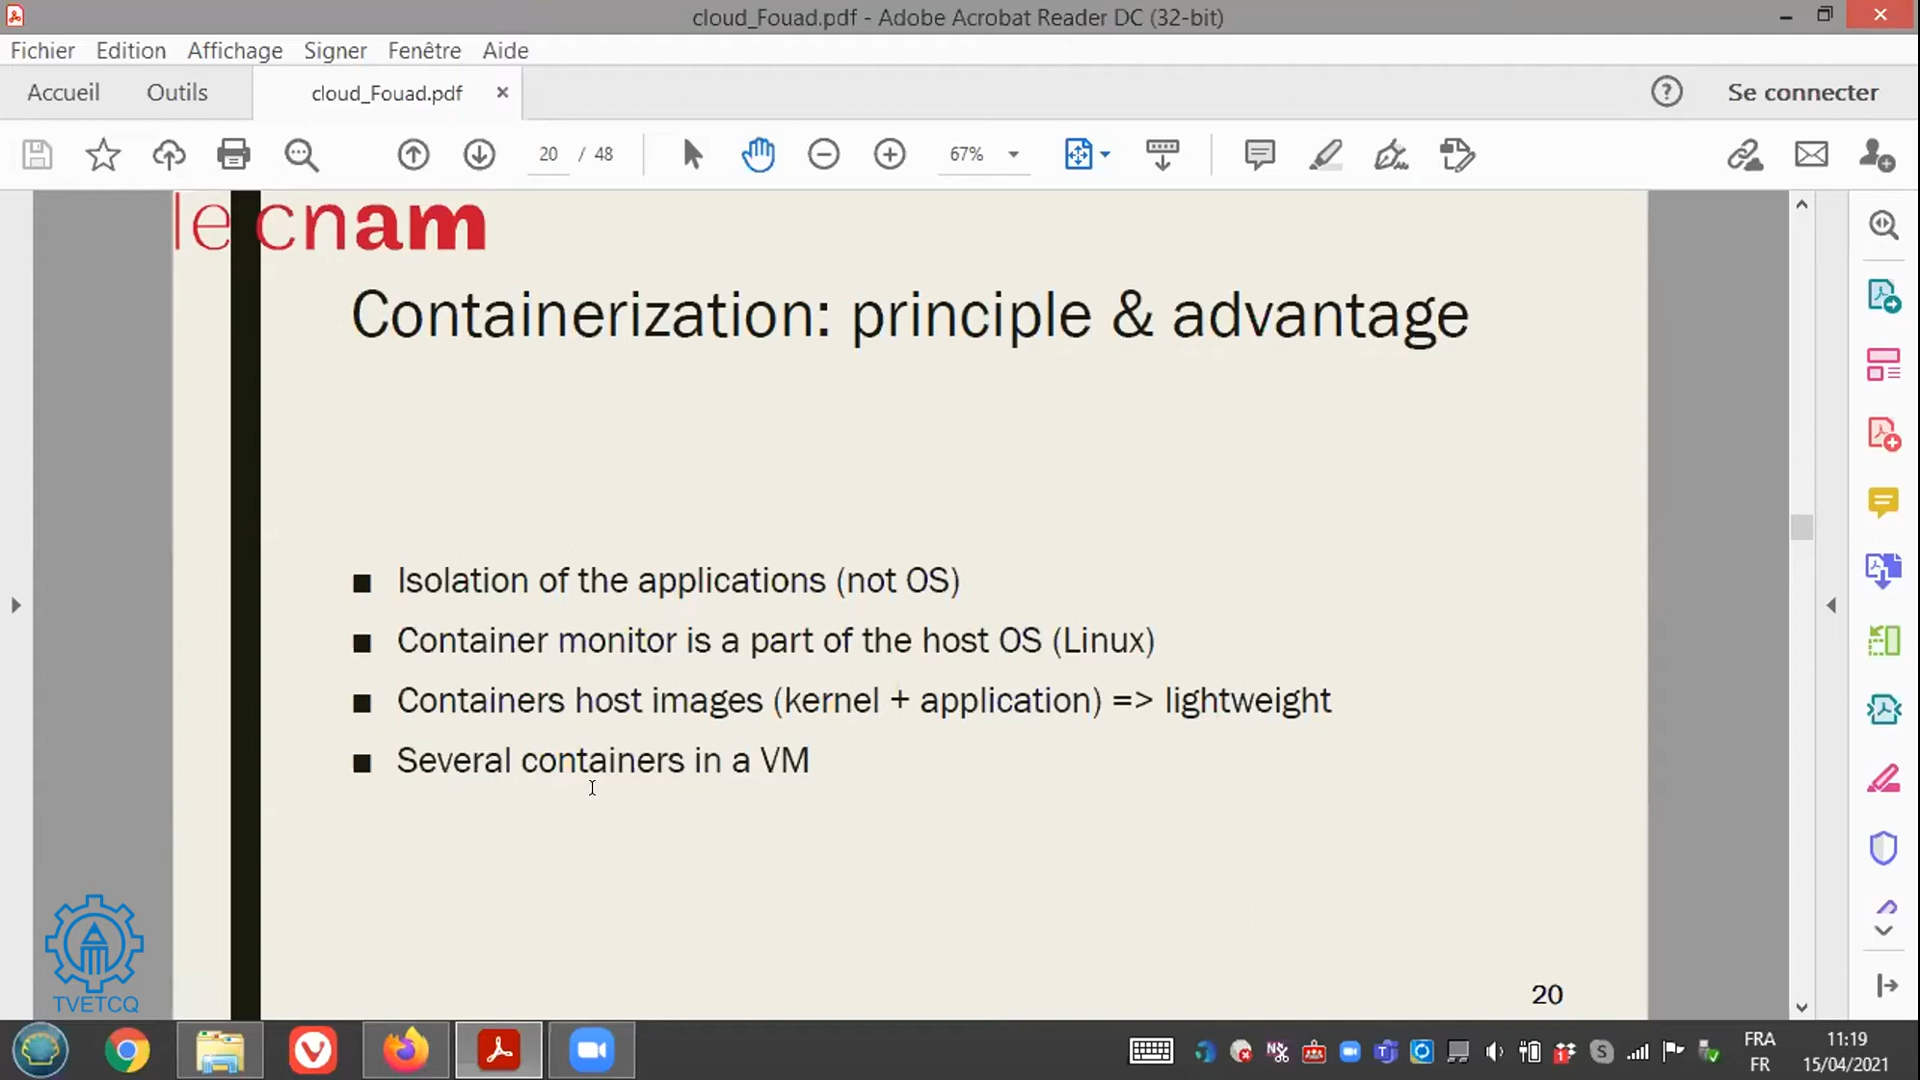 cloud_Fouad.pdf - Adobe Acrobat Reader DC (32-bit)
Fichier Edition Affichage Signer Fenêtre Aide
Accueil Outils cloud_Fouad.pdf × Se connecter
20 / 48 67%
le cnam
Containerization: principle & advantage
■ Isolation of the applications (not OS)
■ Container monitor is a part of the host OS (Linux)
■ Containers host images (kernel + application) => lightweight
■ Several containers in a VM
TVETCQ
20
FRA 11:19
FR 15/04/2021